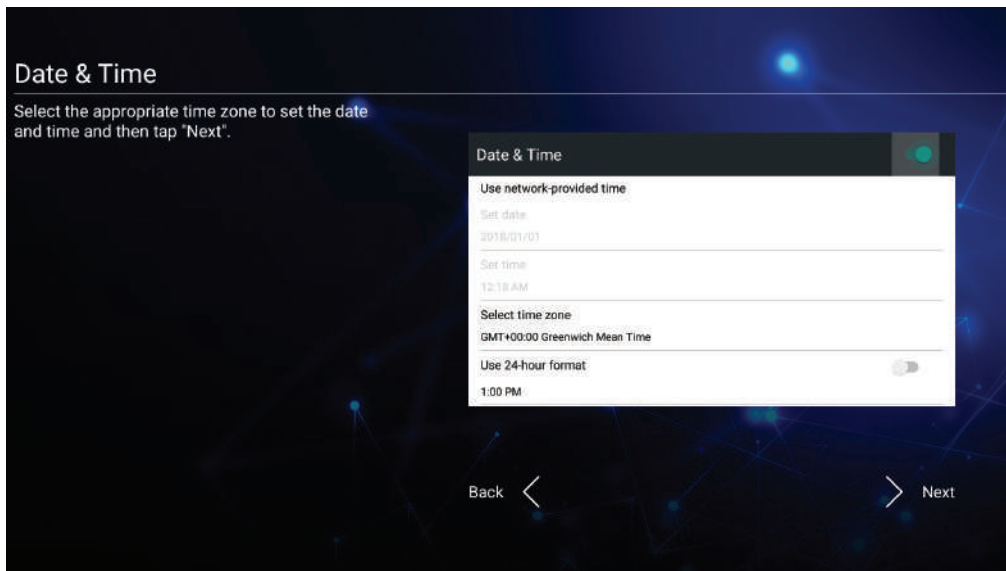 Date & Time
Select the appropriate time zone to set the date
and time and then tap "Next".
Date & Time
Use network-provided time
Set date
2018/01/01
Set time
12:18 AM
Select time zone
GMT+00:00 Greenwich Mean Time
Use 24-hour format
1:00 PM
Back
Next